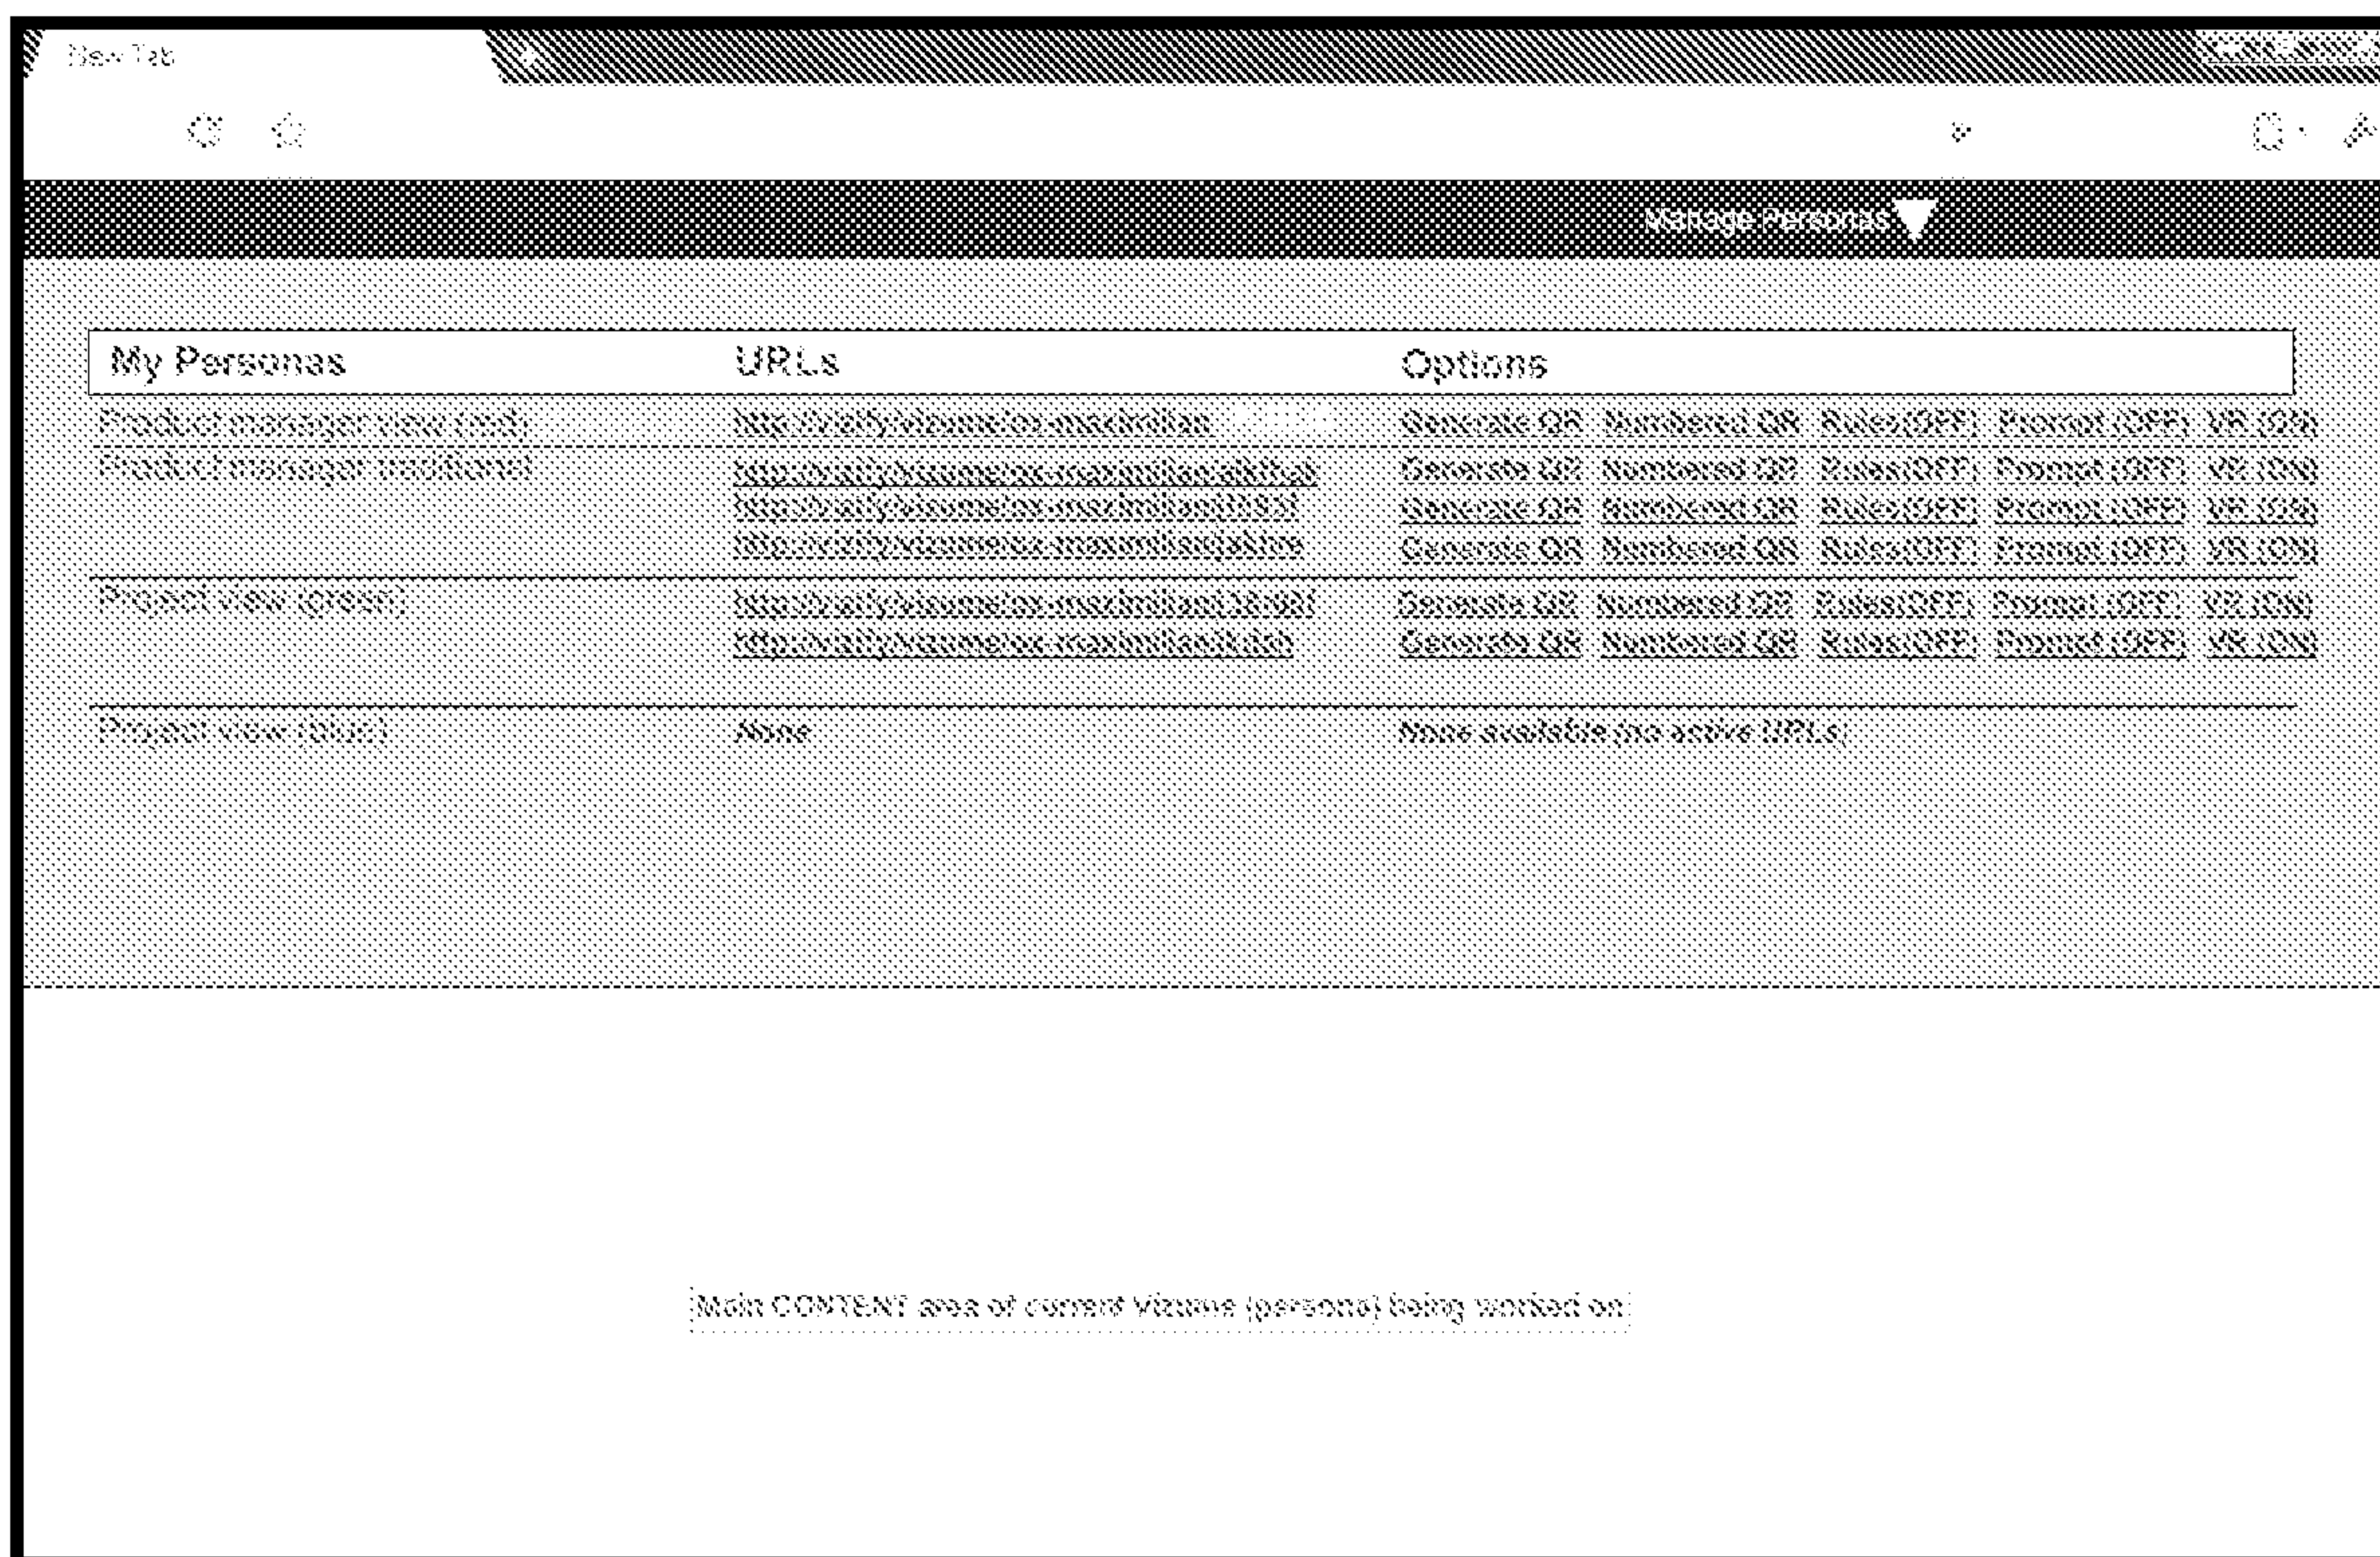 New Tab
Manage Personas
My Personas URLs Options
Product manager view (red) Generate QR Numbered QR Rules(OFF) Prompt (OFF) VR (ON)
Product manager traditional Generate QR Numbered QR Rules(OFF) Prompt (OFF) VR (ON)
Generate QR Numbered QR Rules(OFF) Prompt (OFF) VR (ON)
Generate QR Numbered QR Rules(OFF) Prompt (OFF) VR (ON)
Project view (green) Generate QR Numbered QR Rules(OFF) Prompt (OFF) VR (ON)
Generate QR Numbered QR Rules(OFF) Prompt (OFF) VR (ON)
Project view (blue) None None available (no active URLs)
Main CONTENT area of current Vizume (persona) being worked on